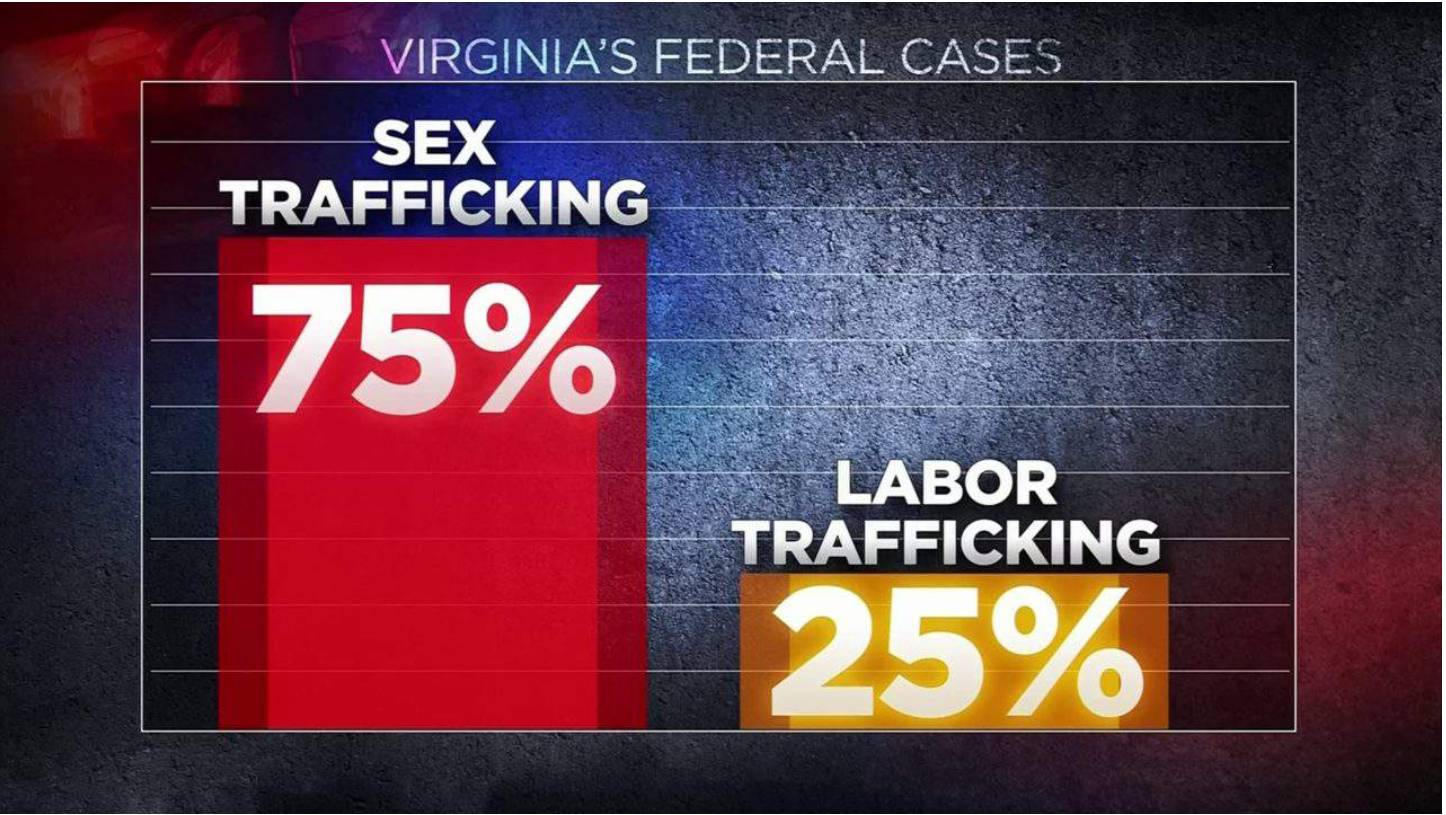 VIRGINIA'S FEDERAL CASES
SEX
TRAFFICKING
75%
LABOR
TRAFFICKING
25%